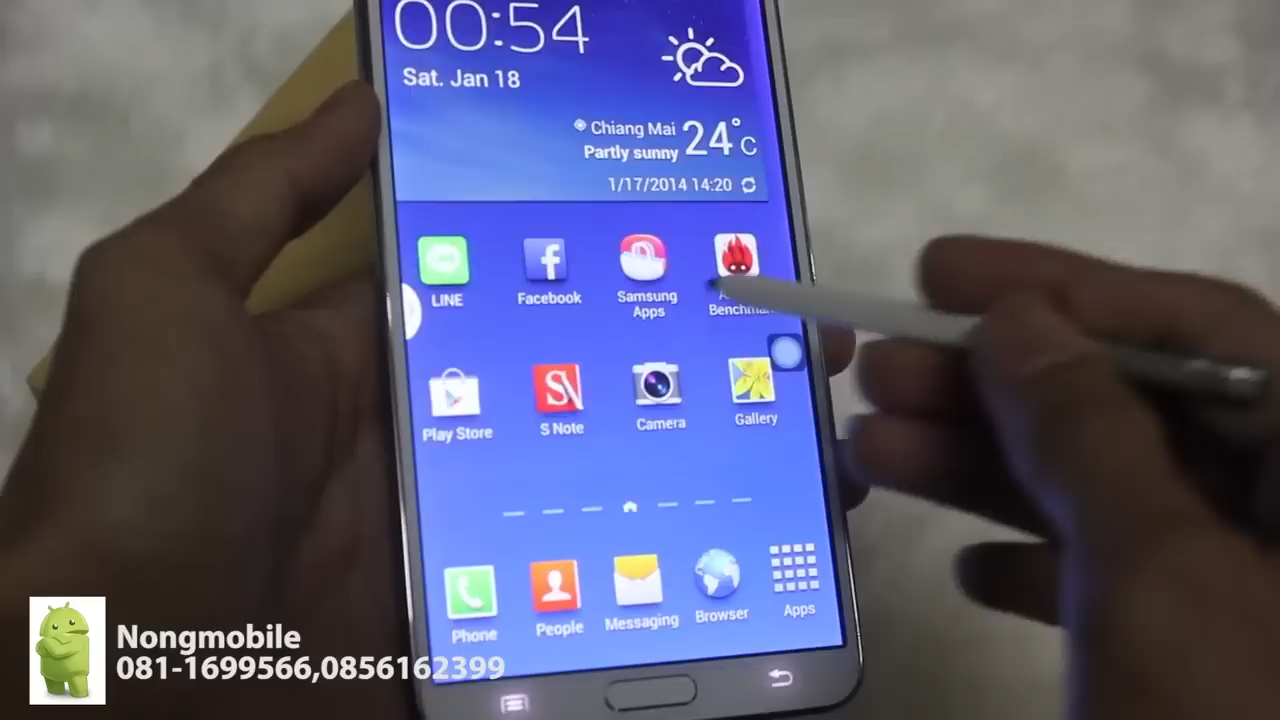 00:54
Sat. Jan 18
Chiang Mai
Partly sunny
24°C
1/17/2014 14:20
LINE
Facebook
Samsung
Apps
Play Store
S Note
Camera
Gallery
Phone
People
Messaging
Browser
Apps
Nongmobile
081-1699566,0856162399